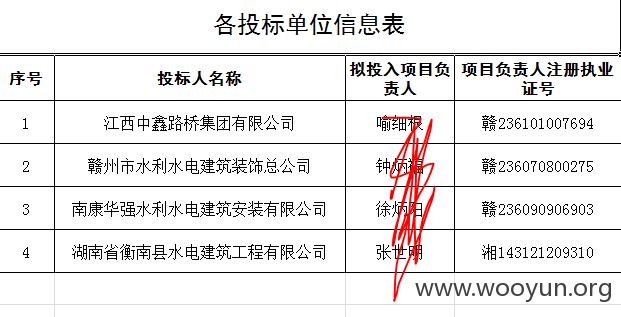 各投标单位信息表
序号 投标人名称 拟投入项目负责人 项目负责人注册执业证号
1 江西中鑫路桥集团有限公司 喻细根 赣236101007694
2 赣州市水利水电建筑装饰总公司 钟炳福 赣236070800275
3 南康华强水利水电建筑安装有限公司 徐炳阳 赣236090906903
4 湖南省衡南县水电建筑工程有限公司 张世明 湘143121209310
www.wooyun.org